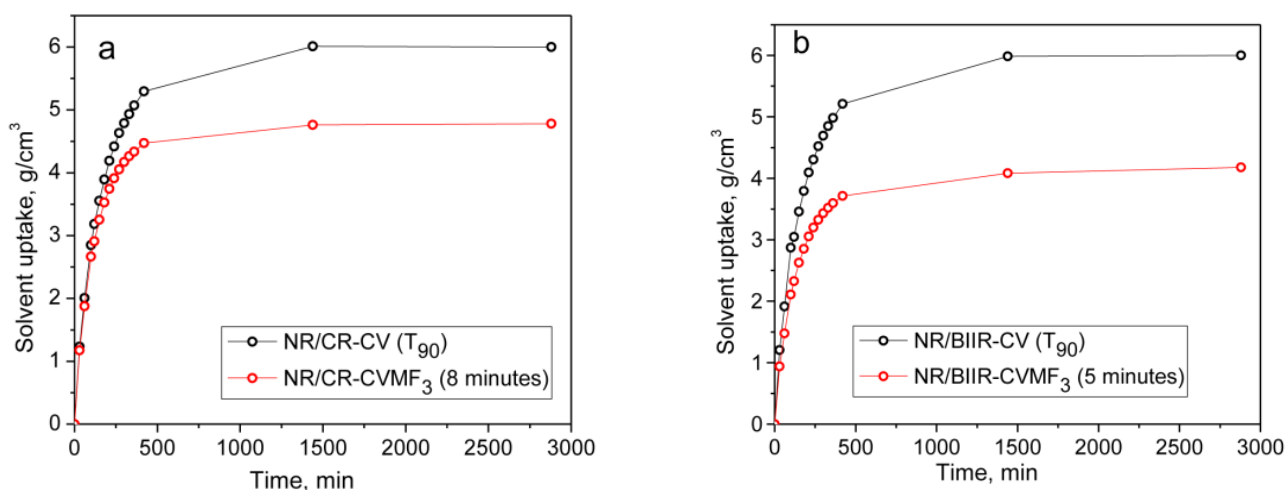 a
6
5
4
3
2
1
0
Solvent uptake, g/cm³
NR/CR-CV (T₉₀)
NR/CR-CVMF₃ (8 minutes)
0 500 1000 1500 2000 2500 3000
Time, min
b
6
5
4
3
2
1
0
Solvent uptake, g/cm³
NR/BIIR-CV (T₉₀)
NR/BIIR-CVMF₃ (5 minutes)
0 500 1000 1500 2000 2500 3000
Time, min